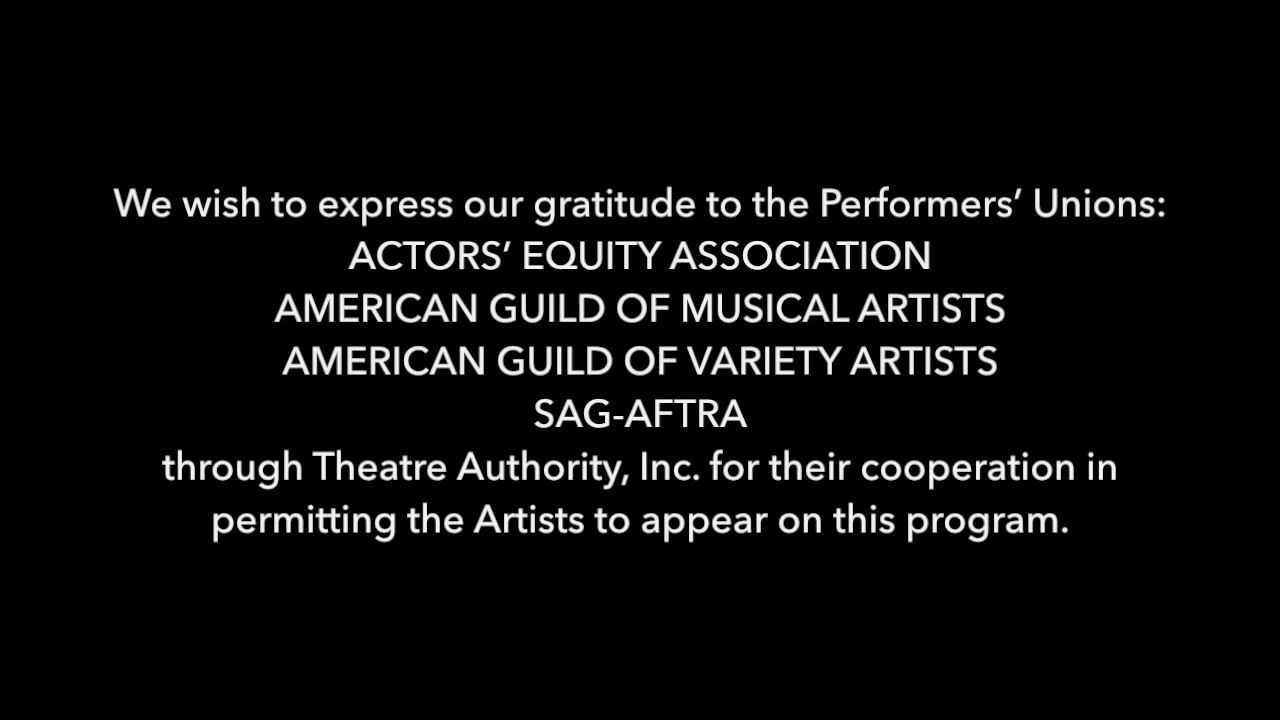 We wish to express our gratitude to the Performers’ Unions:
ACTORS’ EQUITY ASSOCIATION
AMERICAN GUILD OF MUSICAL ARTISTS
AMERICAN GUILD OF VARIETY ARTISTS
SAG-AFTRA
through Theatre Authority, Inc. for their cooperation in
permitting the Artists to appear on this program.